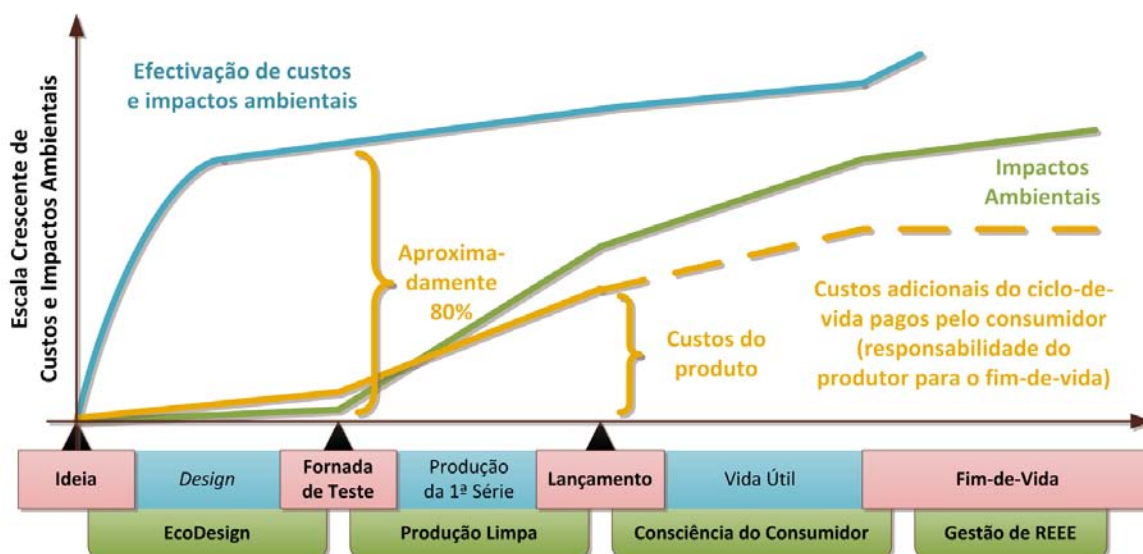 Escala Crescente de
Custos e Impactos Ambientais
Efectivação de custos
e impactos ambientais
Impactos
Ambientais
Aproxima-
damente
80%
Custos do
produto
Custos adicionais do ciclo-de-
vida pagos pelo consumidor
(responsabilidade do
produtor para o fim-de-vida)
Ideia
Design
Fornada
de Teste
Produção
da 1ª Série
Lançamento
Vida Útil
Fim-de-Vida
EcoDesign
Produção Limpa
Consciência do Consumidor
Gestão de REEE